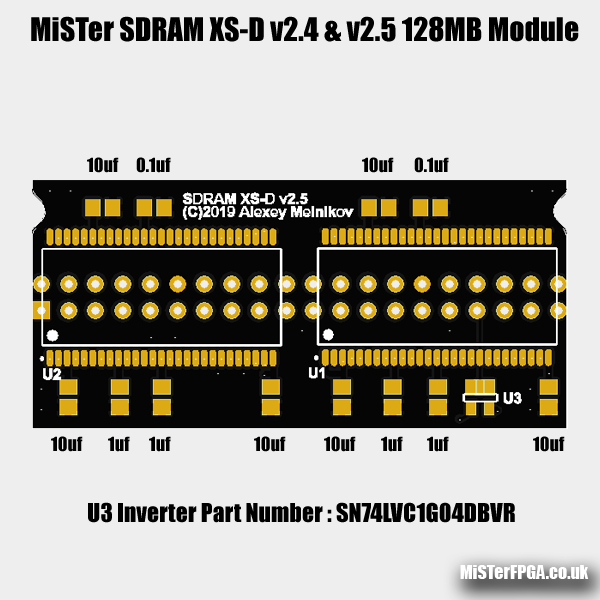 MiSTer SDRAM XS-D v2.4 & v2.5 128MB Module
10uf 0.1uf 10uf 0.1uf
SDRAM XS-D v2.5
(C)2019 Alexey Melnikov
U2 U1
U3
10uf 1uf 1uf 10uf 10uf 1uf 1uf 10uf
U3 Inverter Part Number : SN74LVC1G04DBVR
MiSTerFPGA.co.uk